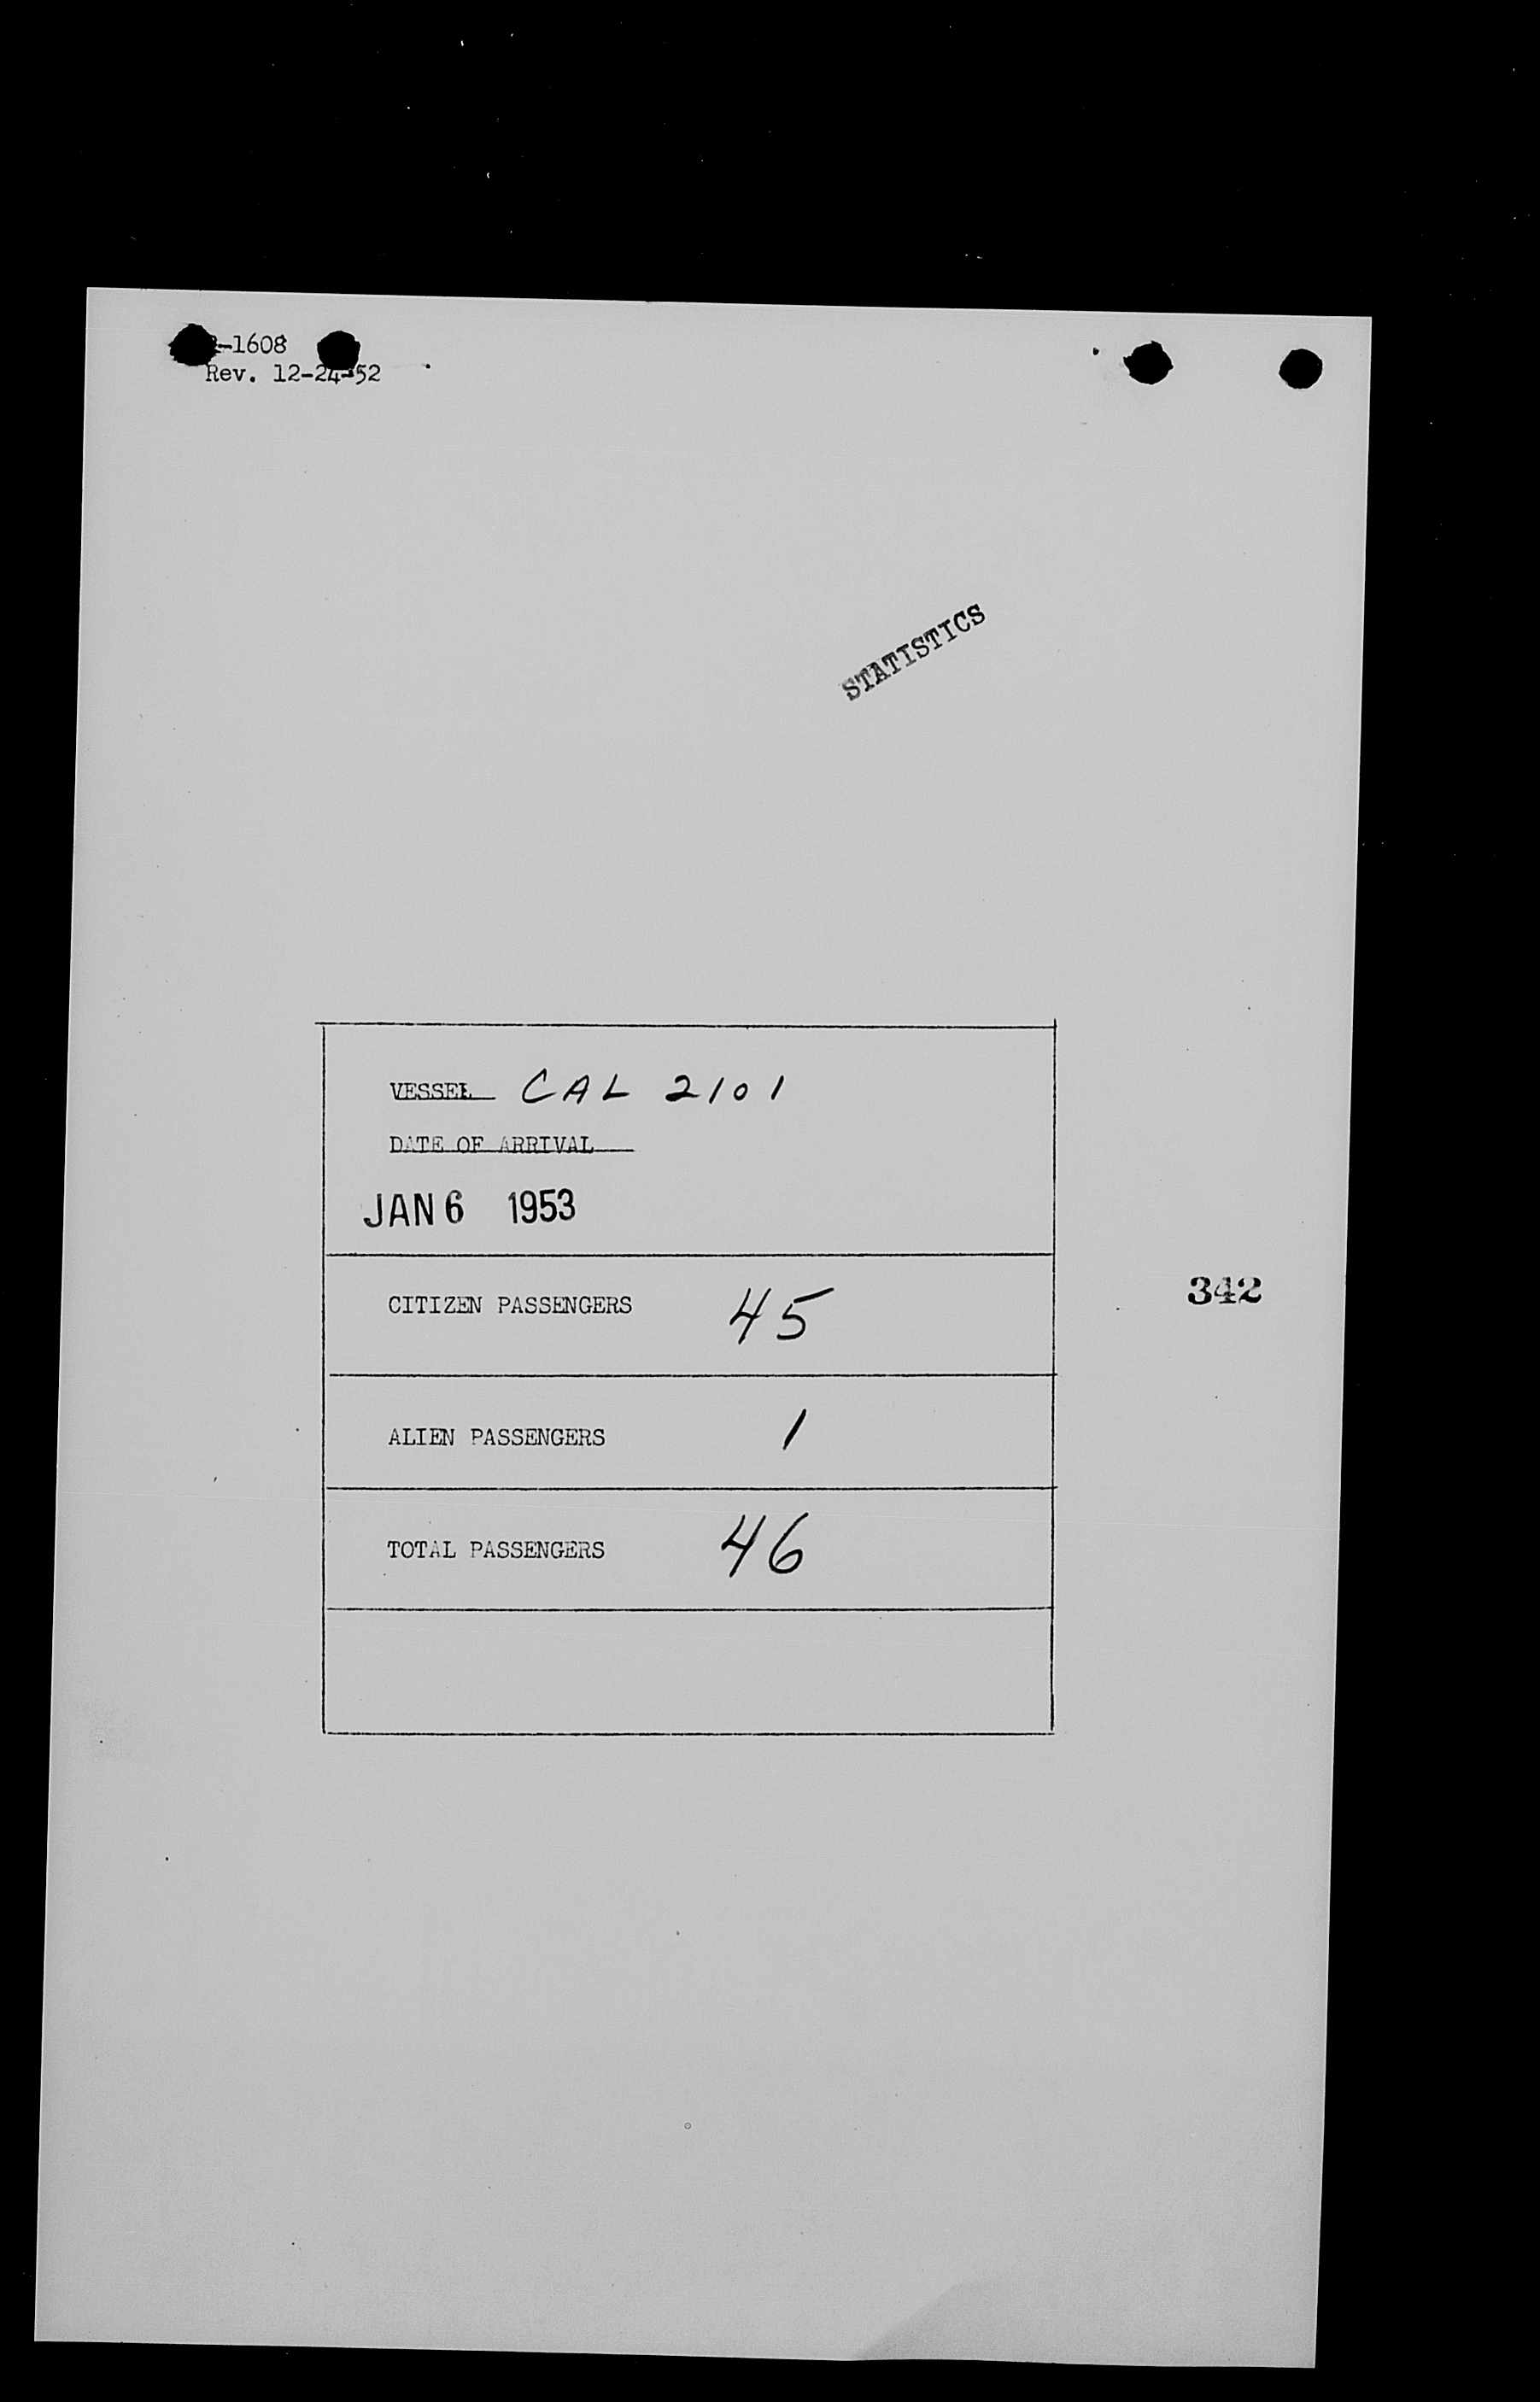 -1608
Rev. 12-24-52
STATISTICS
VESSEL CAL 2101
DATE OF ARRIVAL
JAN 6 1953
CITIZEN PASSENGERS 45
342
ALIEN PASSENGERS 1
TOTAL PASSENGERS 46